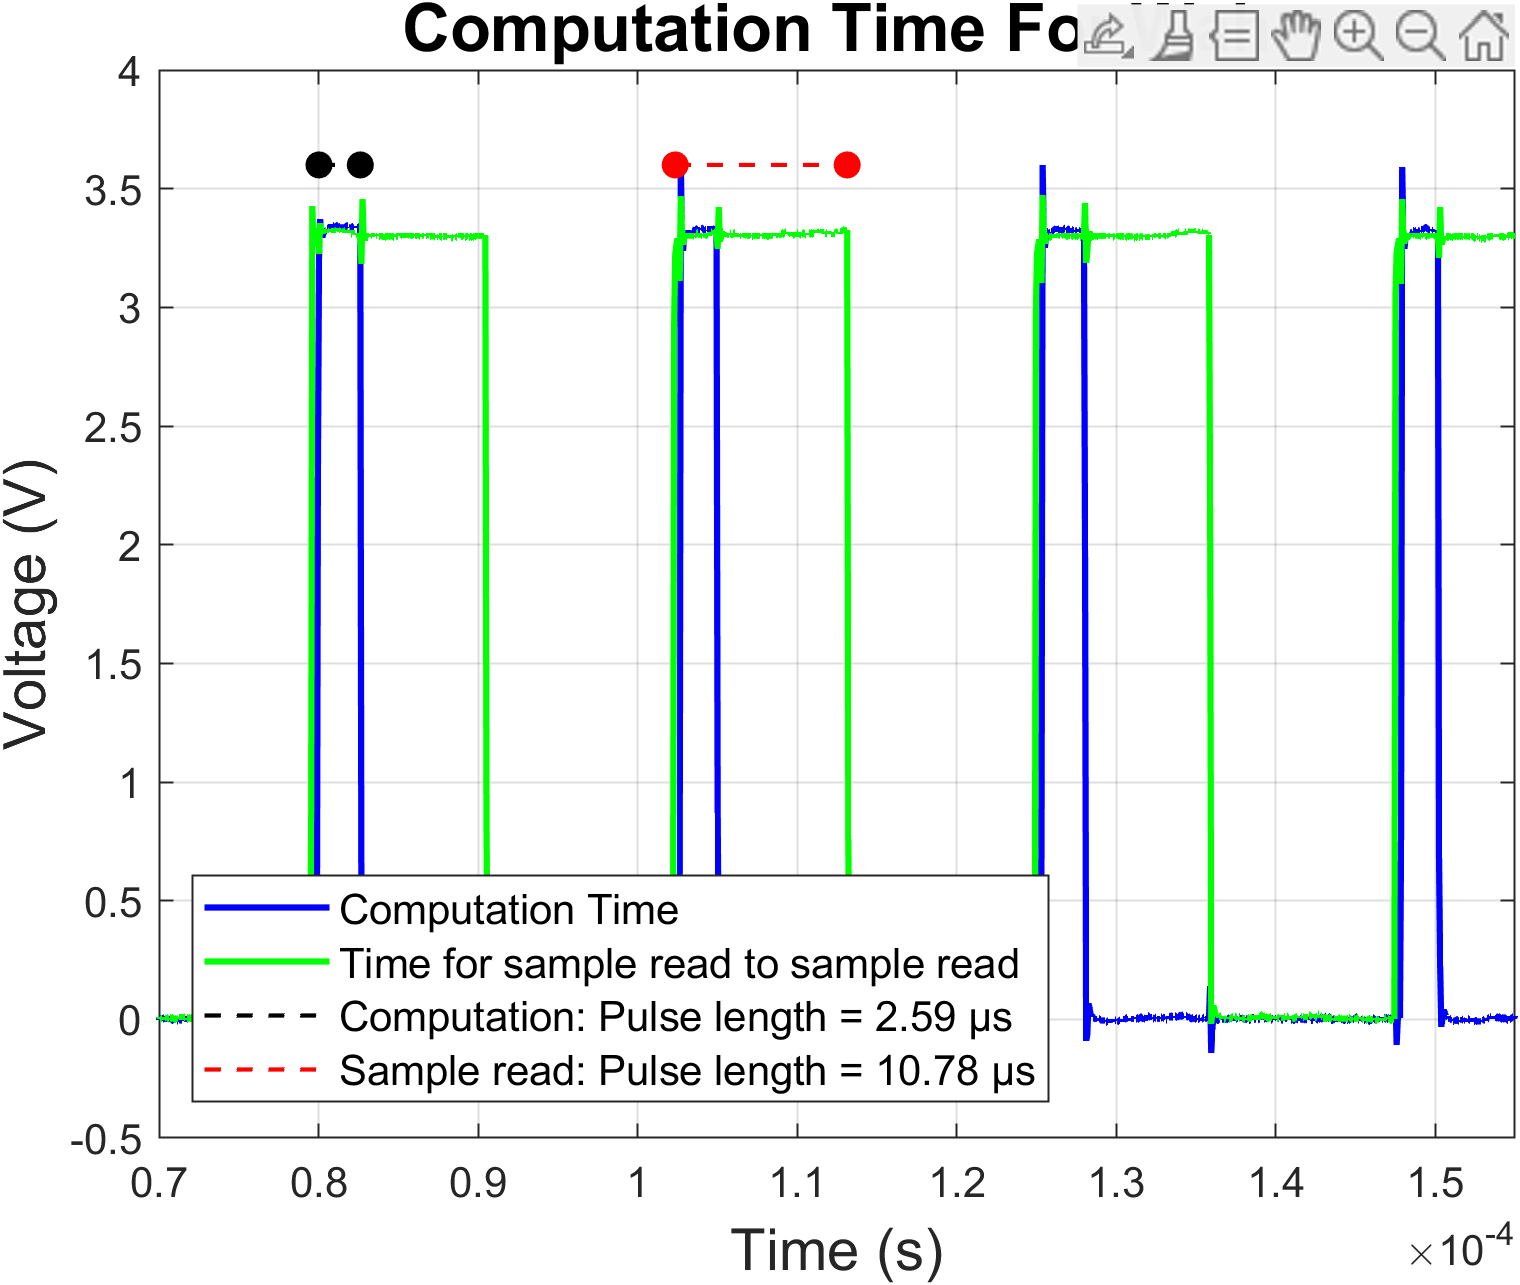 Computation Time Fo
4
3.5
3
2.5
2
1.5
1
0.5
0
-0.5
Voltage (V)
Computation Time
Time for sample read to sample read
Computation: Pulse length = 2.59 µs
Sample read: Pulse length = 10.78 µs
0.7 0.8 0.9 1 1.1 1.2 1.3 1.4 1.5
Time (s)
×10-4